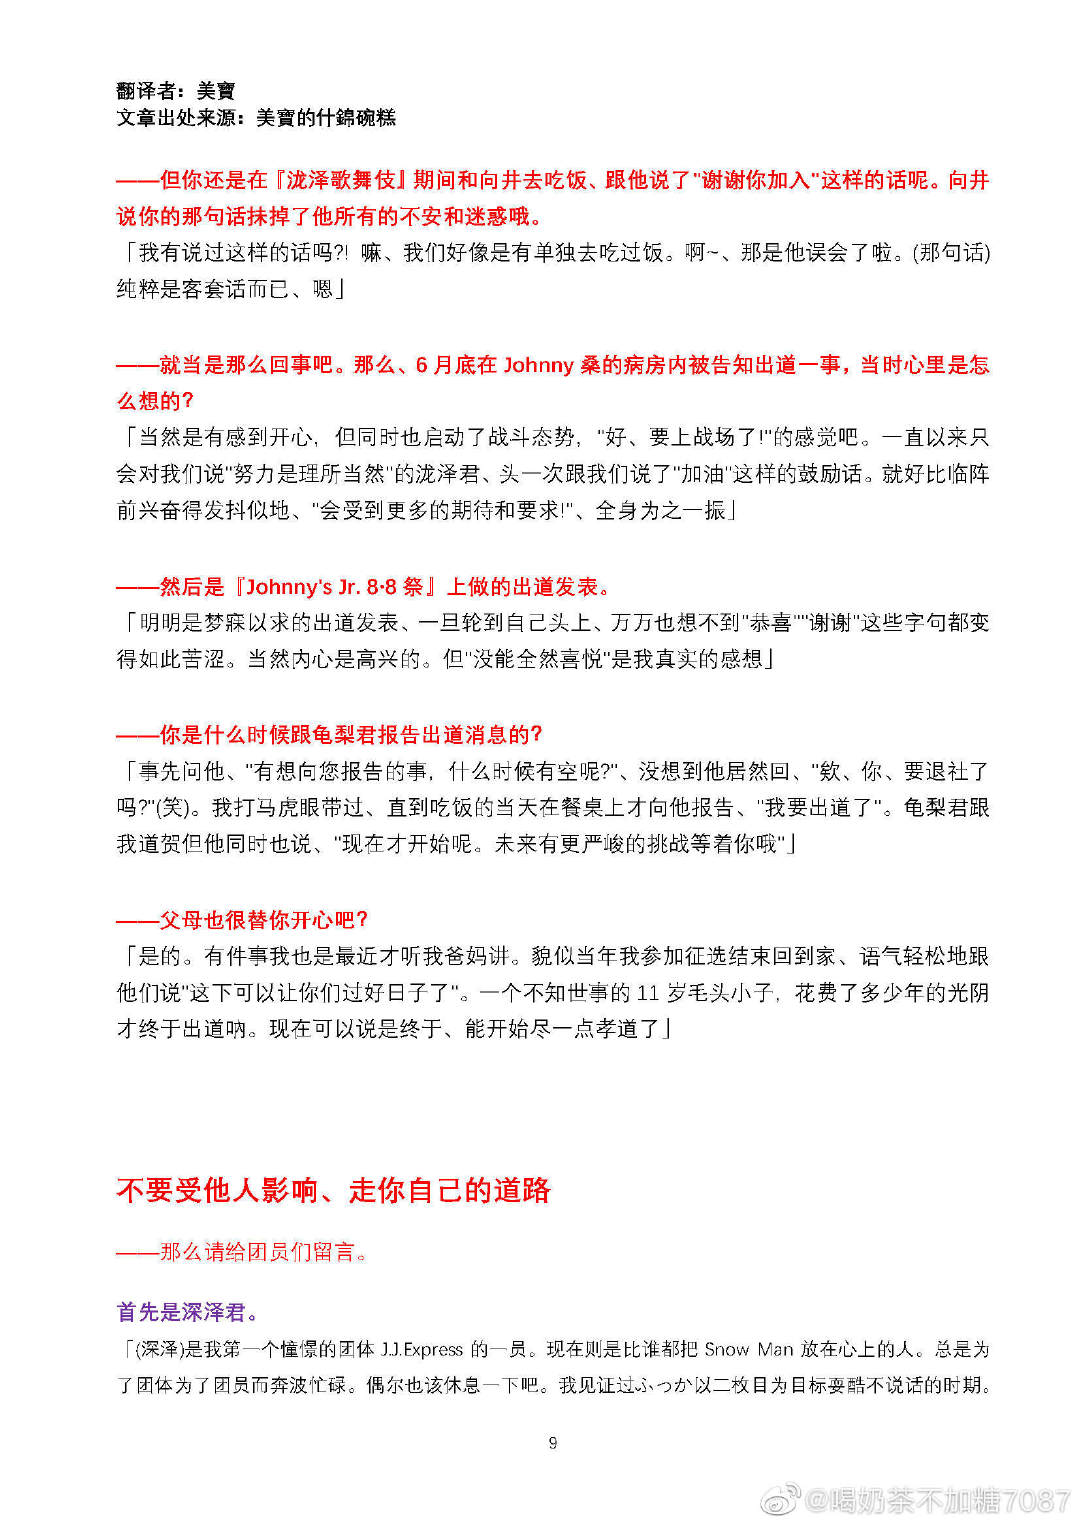 翻译者：美寶
文章出处来源：美寶的什錦碗糕
——但你还是在『泷泽歌舞伎』期间和向井去吃饭、跟他说了"谢谢你加入"这样的话呢。向井
说你的那句话抹掉了他所有的不安和迷惑哦。
「我有说过这样的话吗?! 嘛、我们好像是有单独去吃过饭。啊~、那是他误会了啦。(那句话)
纯粹是客套话而已、嗯」
——就当是那么回事吧。那么、6 月底在 Johnny 桑的病房内被告知出道一事，当时心里是怎
么想的?
「当然是有感到开心，但同时也启动了战斗态势，"好、要上战场了!"的感觉吧。一直以来只
会对我们说"努力是理所当然"的泷泽君、头一次跟我们说了"加油"这样的鼓励话。就好比临阵
前兴奋得发抖似地、"会受到更多的期待和要求!"、全身为之一振」
——然后是『Johnny's Jr. 8·8 祭』上做的出道发表。
「明明是梦寐以求的出道发表、一旦轮到自己头上、万万也想不到"恭喜""谢谢"这些字句都变
得如此苦涩。当然内心是高兴的。但"没能全然喜悦"是我真实的感想」
——你是什么时候跟龟梨君报告出道消息的?
「事先问他、"有想向您报告的事，什么时候有空呢?"、没想到他居然回、"欸、你、要退社了
吗?"(笑)。我打马虎眼带过、直到吃饭的当天在餐桌上才向他报告、"我要出道了"。龟梨君跟
我道贺但他同时也说、"现在才开始呢。未来有更严峻的挑战等着你哦"」
——父母也很替你开心吧?
「是的。有件事我也是最近才听我爸妈讲。貌似当年我参加征选结束回到家、语气轻松地跟
他们说"这下可以让你们过好日子了"。一个不知世事的 11 岁毛头小子，花费了多少年的光阴
才终于出道呐。现在可以说是终于、能开始尽一点孝道了」
不要受他人影响、走你自己的道路
——那么请给团员们留言。
首先是深泽君。
「(深泽)是我第一个憧憬的团体 J.J.Express 的一员。现在则是比谁都把 Snow Man 放在心上的人。总是为
了团体为了团员而奔波忙碌。偶尔也该休息一下吧。我见证过ふっか以二枚目为目标耍酷不说话的时期。
9
@喝奶茶不加糖7087